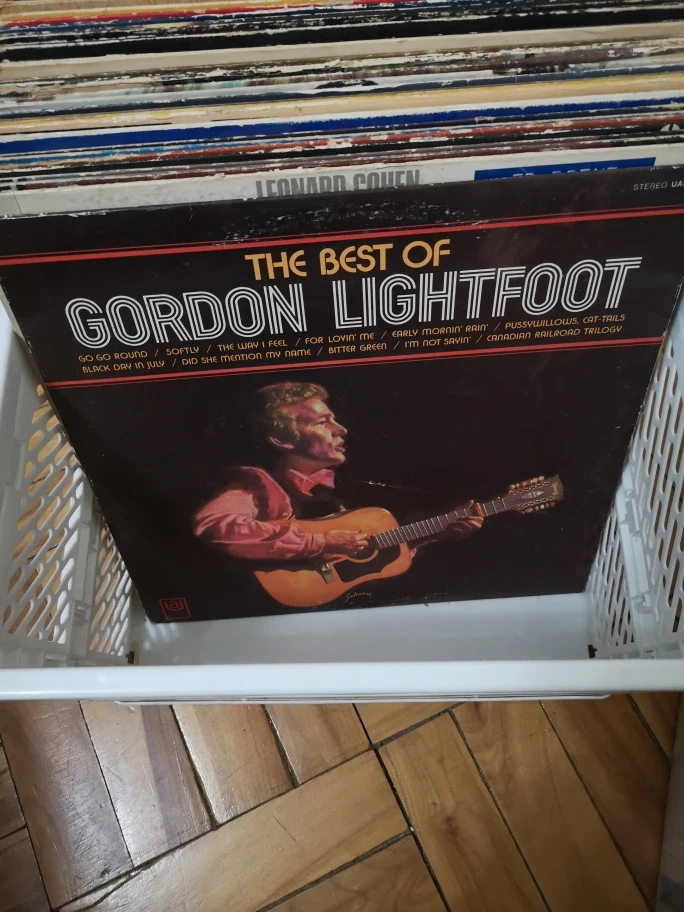 LEONARD COHEN
STEREO
THE BEST OF
GORDON LIGHTFOOT
GO GO ROUND / SOFTLY / THE WAY I FEEL / FOR LOVIN' ME / EARLY MORNIN' RAIN' / PUSSYWILLOWS, CAT-TAILS
BLACK DAY IN JULY / DID SHE MENTION MY NAME / BITTER GREEN / I'M NOT SAYIN' / CANADIAN RAILROAD TRILOGY